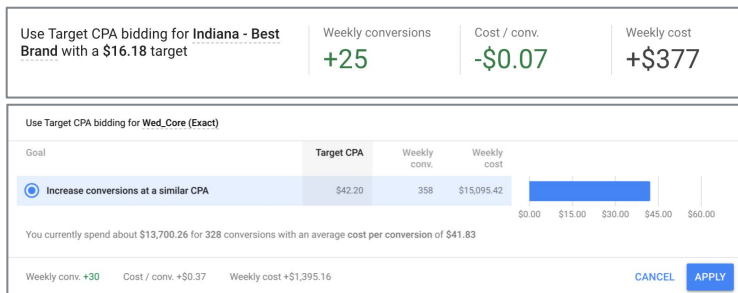 Use Target CPA bidding for Indiana - Best
Brand with a $16.18 target
Weekly conversions
+25
Cost / conv.
-$0.07
Weekly cost
+$377
Use Target CPA bidding for Wed_Core (Exact)
Goal Target CPA Weekly conv. Weekly cost
Increase conversions at a similar CPA $42.20 358 $15,095.42
$0.00 $15.00 $30.00 $45.00 $60.00
You currently spend about $13,700.26 for 328 conversions with an average cost per conversion of $41.83
Weekly conv. +30 Cost / conv. +$0.37 Weekly cost +$1,395.16
CANCEL APPLY